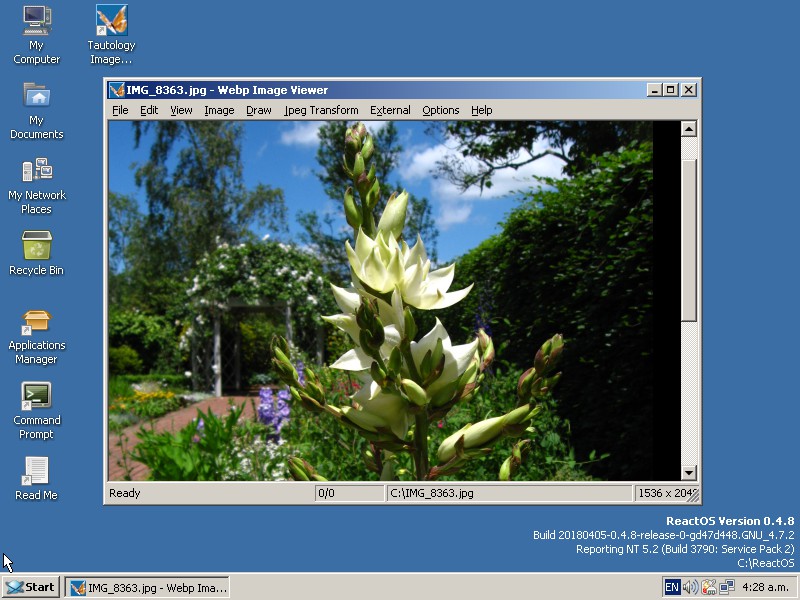 My
Computer
Tautology
Image...
My
Documents
My Network
Places
Recycle Bin
Applications
Manager
Command
Prompt
Read Me
IMG_8363.jpg - Webp Image Viewer
File Edit View Image Draw Jpeg Transform External Options Help
Ready 0/0 C:\IMG_8363.jpg 1536 x 204
ReactOS Version 0.4.8
Build 20180405-0.4.8-release-0-gd47d448.GNU_4.7.2
Reporting NT 5.2 (Build 3790: Service Pack 2)
C:\ReactOS
Start IMG_8363.jpg - Webp Ima... EN 4:28 a.m.